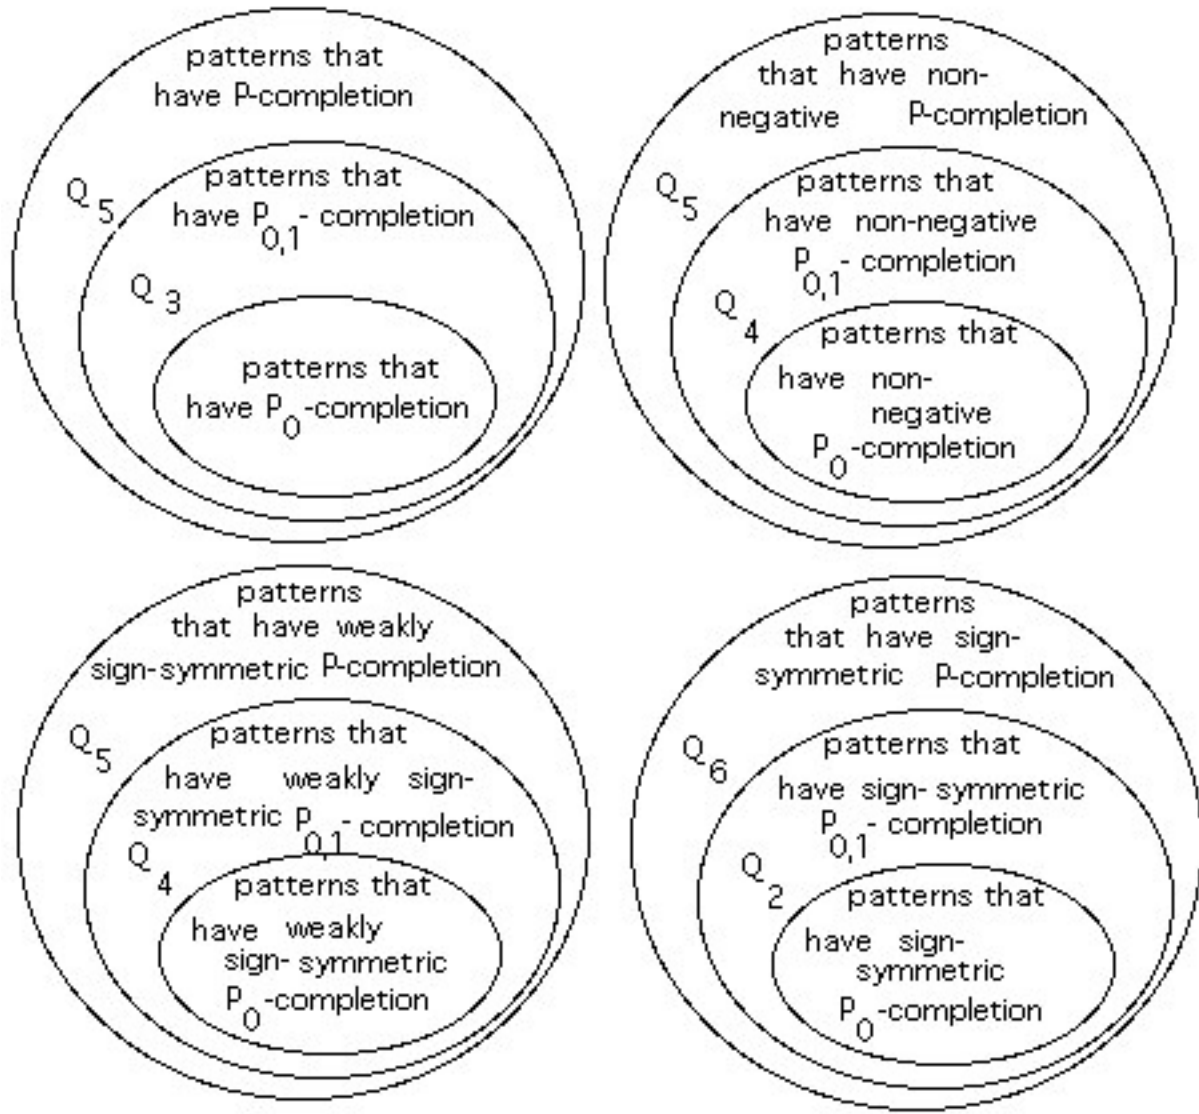 patterns that
have P-completion
Q5
patterns that
have P0,1- completion
Q3
patterns that
have P0-completion
patterns
that have non-
negative P-completion
Q5
patterns that
have non-negative
P0,1- completion
Q4
patterns that
have non-
negative
P0-completion
patterns
that have weakly
sign-symmetric P-completion
Q5
patterns that
have weakly sign-
symmetric P0,1- completion
Q4
patterns that
have weakly
sign- symmetric
P0-completion
patterns
that have sign-
symmetric P-completion
Q6
patterns that
have sign- symmetric
P0,1- completion
Q2
patterns that
have sign-
symmetric
P0-completion